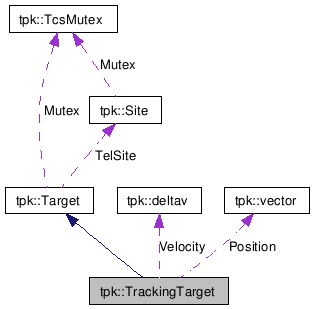 tpk::TcsMutex
Mutex
tpk::Site
Mutex
TelSite
tpk::Target
tpk::deltav
tpk::vector
Velocity
Position
tpk::TrackingTarget